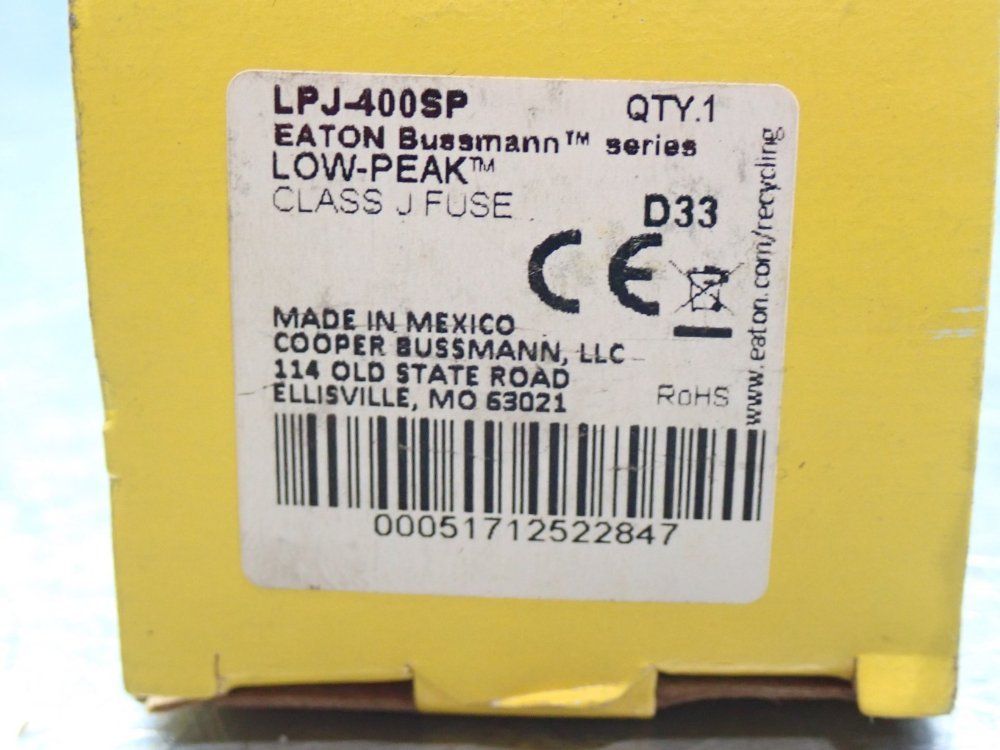 LPJ-400SP QTY.1
EATON Bussmann™ series
LOW-PEAK™
CLASS J FUSE
D33
CE
MADE IN MEXICO
COOPER BUSSMANN, LLC
114 OLD STATE ROAD
ELLISVILLE, MO 63021
RoHS
www.eaton.com/recycling
00051712522847